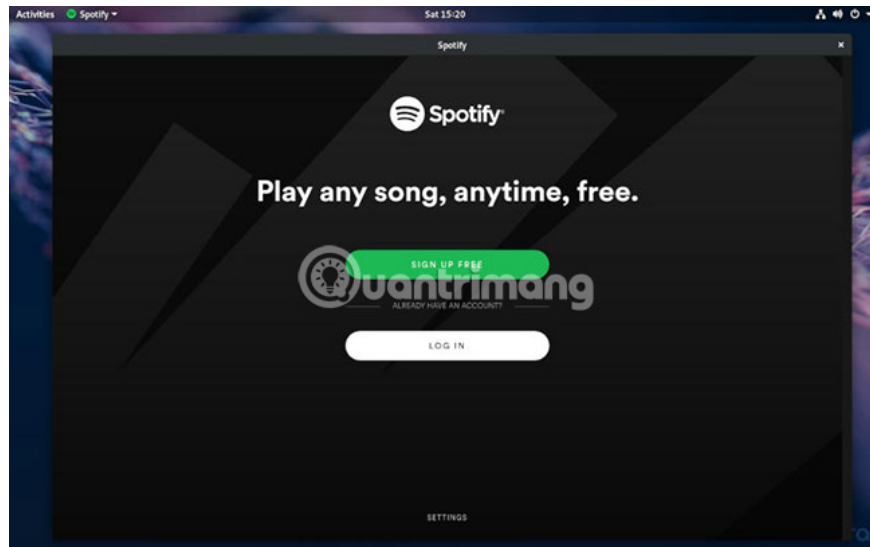 Activities Spotify Sat 15:20
Spotify
Spotify
Play any song, anytime, free.
SIGN UP FREE
Quantrimang
ALREADY HAVE AN ACCOUNT?
LOG IN
SETTINGS